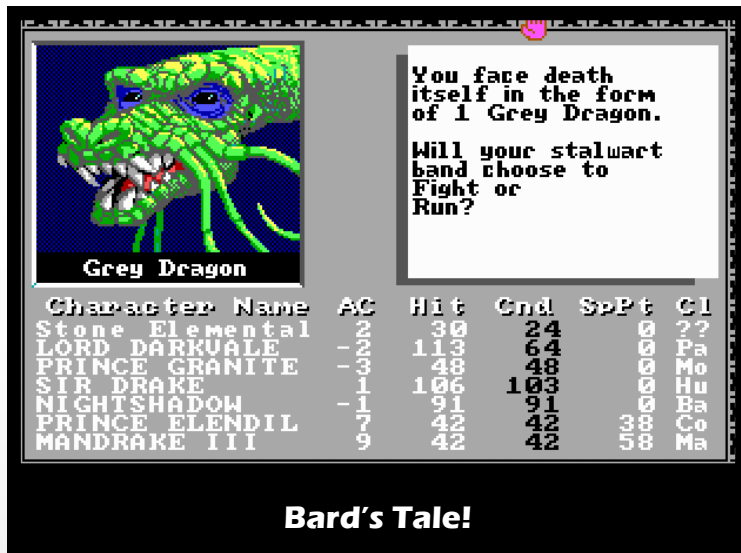 You face death
itself in the form
of 1 Grey Dragon.
Will your stalwart
band choose to
Fight or
Run?
Grey Dragon
Character Name AC Hit Cnd SpPt Cl
Stone Elemental 2 30 24 0 ??
LORD DARKVALE -2 113 64 0 Pa
PRINCE GRANITE -3 48 48 0 Mo
SIR DRAKE 1 106 103 0 Hu
NIGHTSHADOW -1 91 91 0 Ba
PRINCE ELENDIL 7 42 42 38 Co
MANDRAKE III 9 42 42 58 Ma
Bard's Tale!